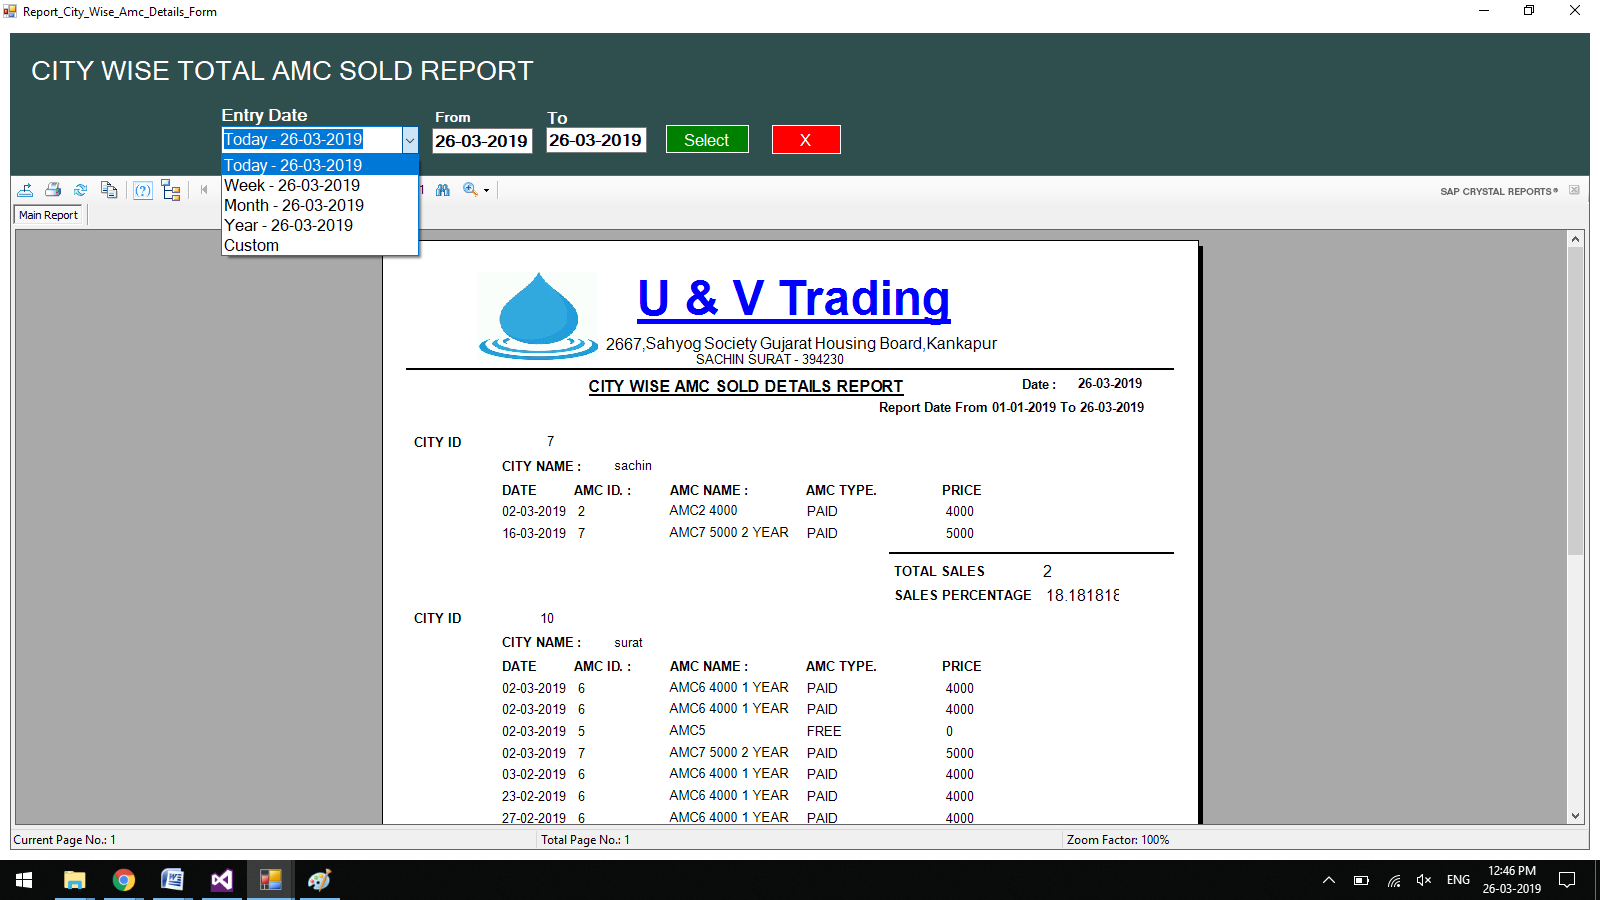 Report_City_Wise_Amc_Details_Form
CITY WISE TOTAL AMC SOLD REPORT
Entry Date From To
Today - 26-03-2019 26-03-2019 26-03-2019 Select X
Today - 26-03-2019
Week - 26-03-2019
Month - 26-03-2019
Year - 26-03-2019
Custom
1 SAP CRYSTAL REPORTS®
Main Report
U & V Trading
2667,Sahyog Society Gujarat Housing Board,Kankapur
SACHIN SURAT - 394230
CITY WISE AMC SOLD DETAILS REPORT Date : 26-03-2019
Report Date From 01-01-2019 To 26-03-2019
CITY ID 7
CITY NAME : sachin
DATE AMC ID. : AMC NAME : AMC TYPE. PRICE
02-03-2019 2 AMC2 4000 PAID 4000
16-03-2019 7 AMC7 5000 2 YEAR PAID 5000
TOTAL SALES 2
SALES PERCENTAGE 18.181818
CITY ID 10
CITY NAME : surat
DATE AMC ID. : AMC NAME : AMC TYPE. PRICE
02-03-2019 6 AMC6 4000 1 YEAR PAID 4000
02-03-2019 6 AMC6 4000 1 YEAR PAID 4000
02-03-2019 5 AMC5 FREE 0
02-03-2019 7 AMC7 5000 2 YEAR PAID 5000
03-02-2019 6 AMC6 4000 1 YEAR PAID 4000
23-02-2019 6 AMC6 4000 1 YEAR PAID 4000
27-02-2019 6 AMC6 4000 1 YEAR PAID 4000
Current Page No.: 1 Total Page No.: 1 Zoom Factor: 100%
ENG 12:46 PM
26-03-2019